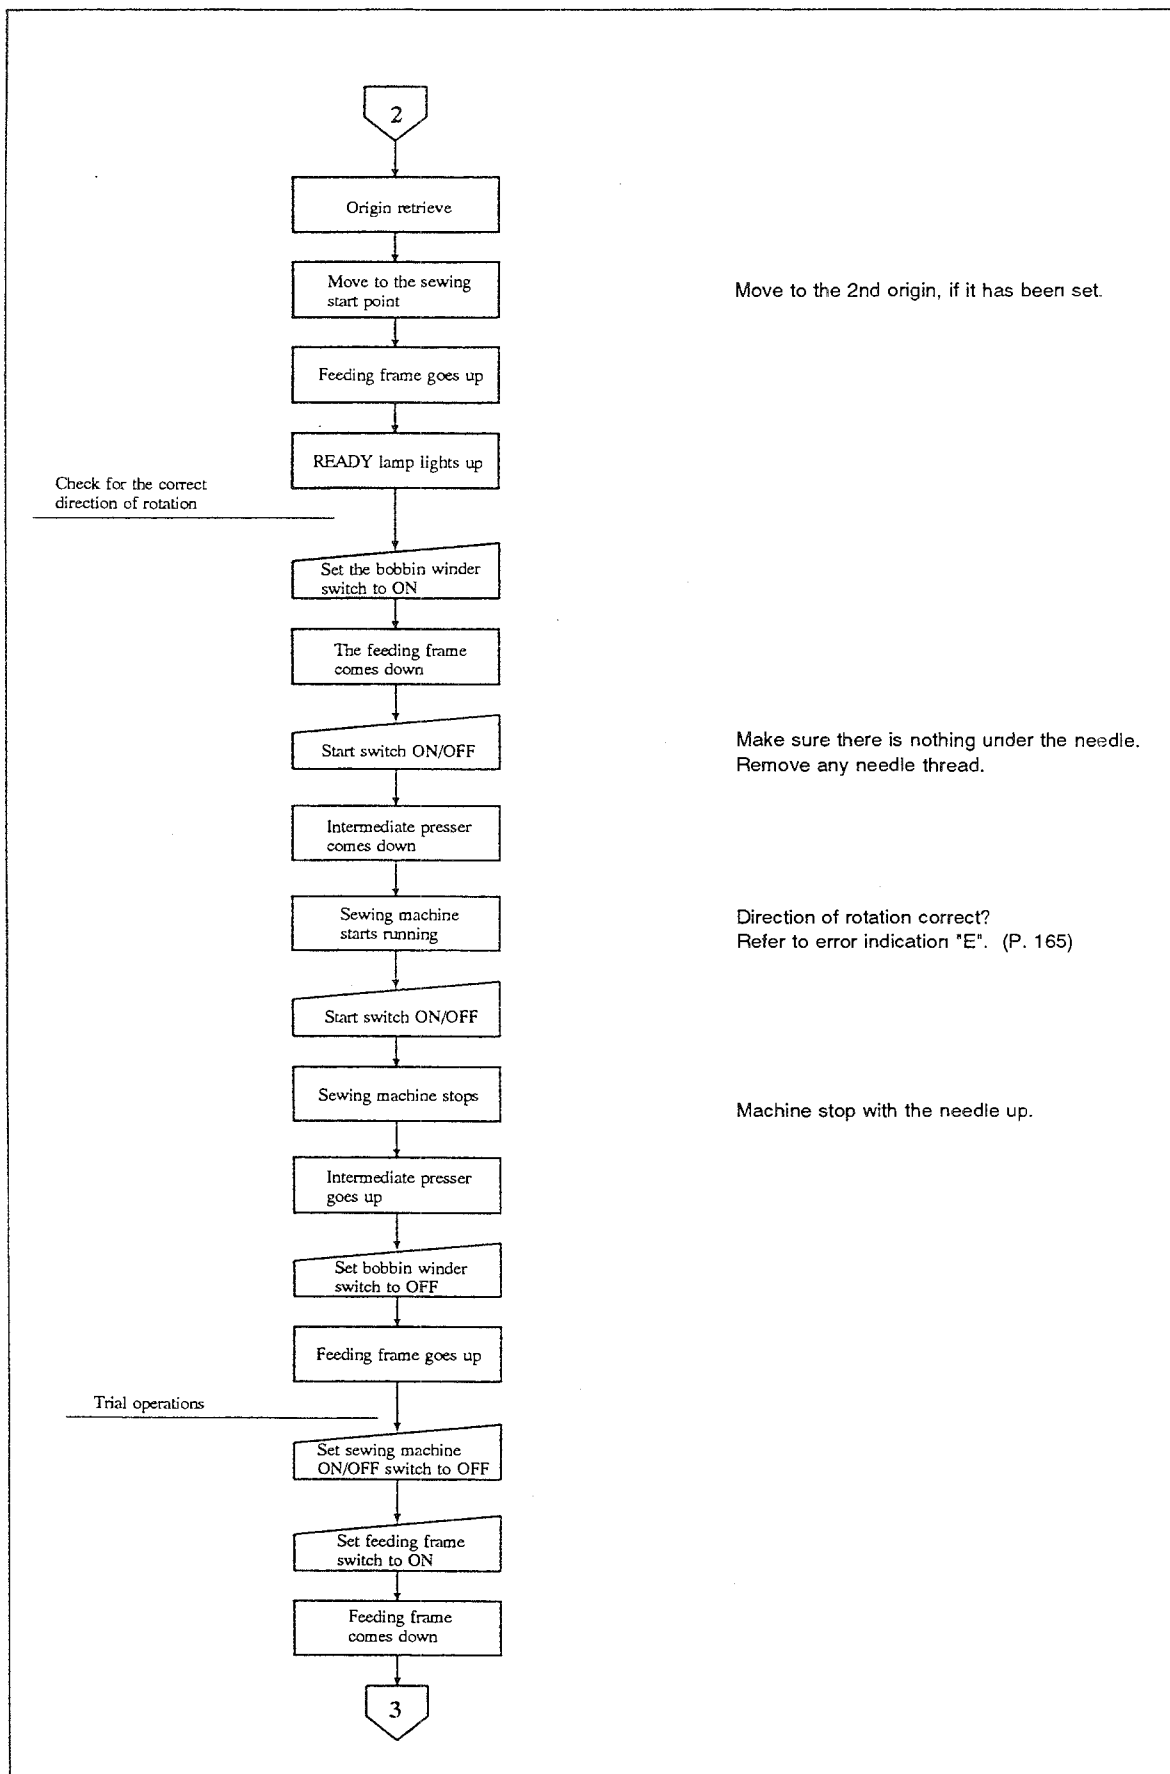 2
Origin retrieve
Move to the sewing
start point
Move to the 2nd origin, if it has been set.
Feeding frame goes up
READY lamp lights up
Check for the correct
direction of rotation
Set the bobbin winder
switch to ON
The feeding frame
comes down
Start switch ON/OFF
Make sure there is nothing under the needle.
Remove any needle thread.
Intermediate presser
comes down
Sewing machine
starts running
Direction of rotation correct?
Refer to error indication "E". (P. 165)
Start switch ON/OFF
Sewing machine stops
Machine stop with the needle up.
Intermediate presser
goes up
Set bobbin winder
switch to OFF
Feeding frame goes up
Trial operations
Set sewing machine
ON/OFF switch to OFF
Set feeding frame
switch to ON
Feeding frame
comes down
3